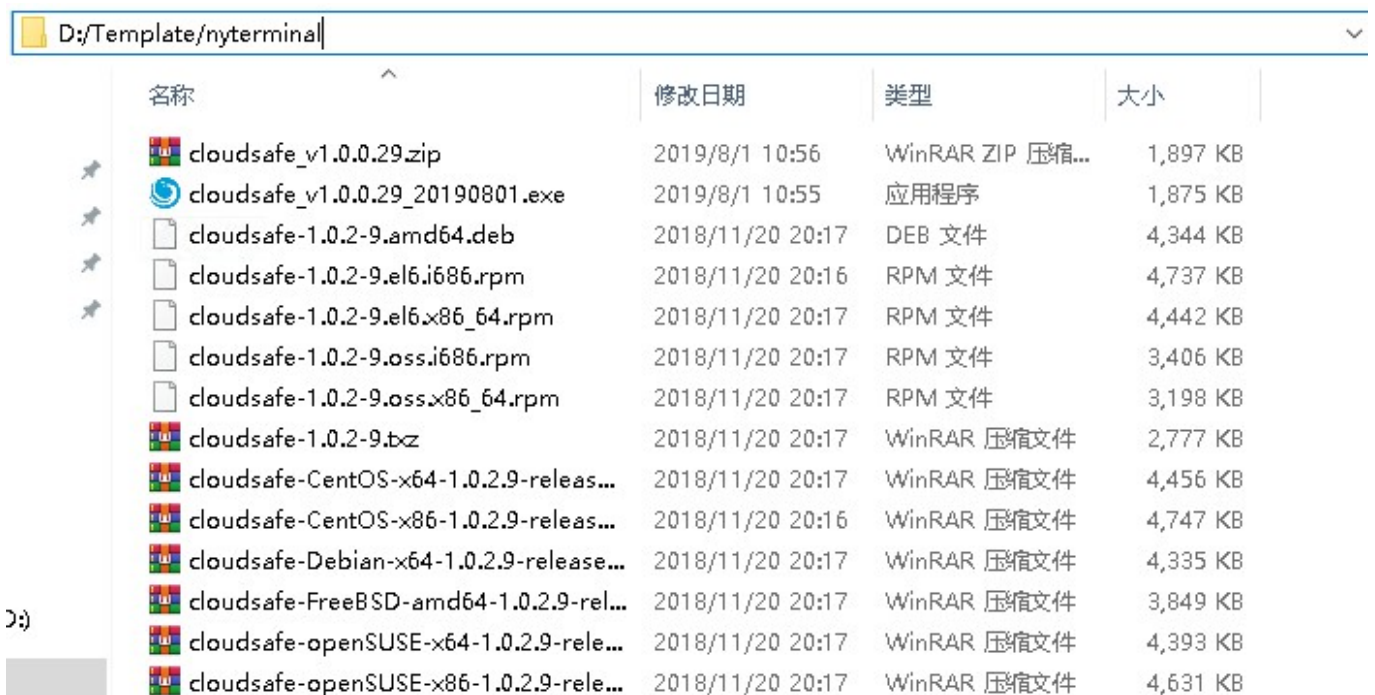 D:/Template/nyterminal
名称 修改日期 类型 大小
cloudsafe_v1.0.0.29.zip 2019/8/1 10:56 WinRAR ZIP 压缩... 1,897 KB
cloudsafe_v1.0.0.29_20190801.exe 2019/8/1 10:55 应用程序 1,875 KB
cloudsafe-1.0.2-9.amd64.deb 2018/11/20 20:17 DEB 文件 4,344 KB
cloudsafe-1.0.2-9.el6.i686.rpm 2018/11/20 20:16 RPM 文件 4,737 KB
cloudsafe-1.0.2-9.el6.x86_64.rpm 2018/11/20 20:17 RPM 文件 4,442 KB
cloudsafe-1.0.2-9.oss.i686.rpm 2018/11/20 20:17 RPM 文件 3,406 KB
cloudsafe-1.0.2-9.oss.x86_64.rpm 2018/11/20 20:17 RPM 文件 3,198 KB
cloudsafe-1.0.2-9.txz 2018/11/20 20:17 WinRAR 压缩文件 2,777 KB
cloudsafe-CentOS-x64-1.0.2.9-releas... 2018/11/20 20:17 WinRAR 压缩文件 4,456 KB
cloudsafe-CentOS-x86-1.0.2.9-releas... 2018/11/20 20:16 WinRAR 压缩文件 4,747 KB
cloudsafe-Debian-x64-1.0.2.9-release... 2018/11/20 20:17 WinRAR 压缩文件 4,335 KB
cloudsafe-FreeBSD-amd64-1.0.2.9-rel... 2018/11/20 20:17 WinRAR 压缩文件 3,849 KB
D:)
cloudsafe-openSUSE-x64-1.0.2.9-rele... 2018/11/20 20:17 WinRAR 压缩文件 4,393 KB
cloudsafe-openSUSE-x86-1.0.2.9-rele... 2018/11/20 20:17 WinRAR 压缩文件 4,631 KB